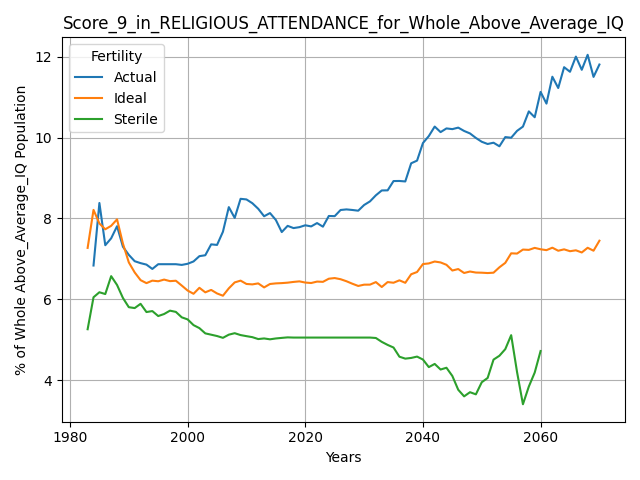 Score_9_in_RELIGIOUS_ATTENDANCE_for_Whole_Above_Average_IQ
Fertility
Actual
Ideal
Sterile
% of Whole Above_Average_IQ Population
12
10
8
6
4
1980
2000
2020
2040
2060
Years